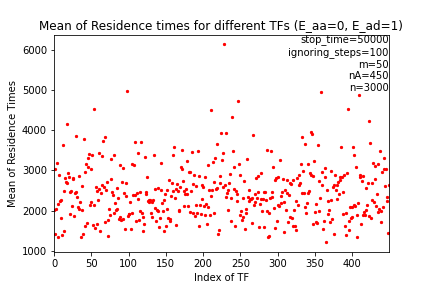 Mean of Residence times for different TFs (E_aa=0, E_ad=1)
stop_time=50000
ignoring_steps=100
m=50
nA=450
n=3000
Mean of Residence Times
6000
5000
4000
3000
2000
1000
0 50 100 150 200 250 300 350 400
Index of TF